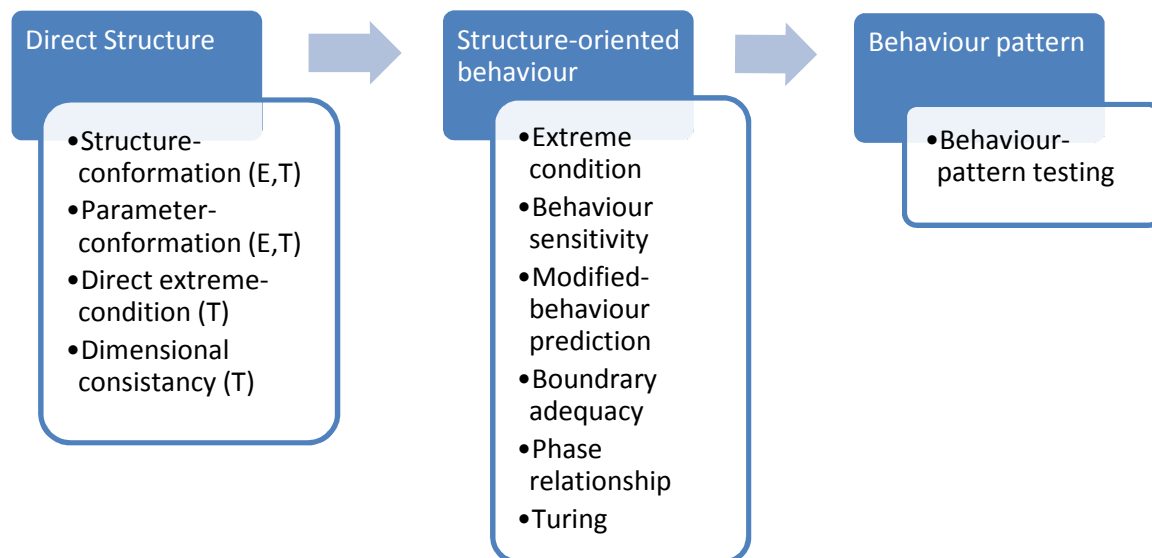 Direct Structure
•Structure-
conformation (E,T)
•Parameter-
conformation (E,T)
•Direct extreme-
condition (T)
•Dimensional
consistancy (T)
Structure-oriented
behaviour
•Extreme
condition
•Behaviour
sensitivity
•Modified-
behaviour
prediction
•Boundrary
adequacy
•Phase
relationship
•Turing
Behaviour pattern
•Behaviour-
pattern testing